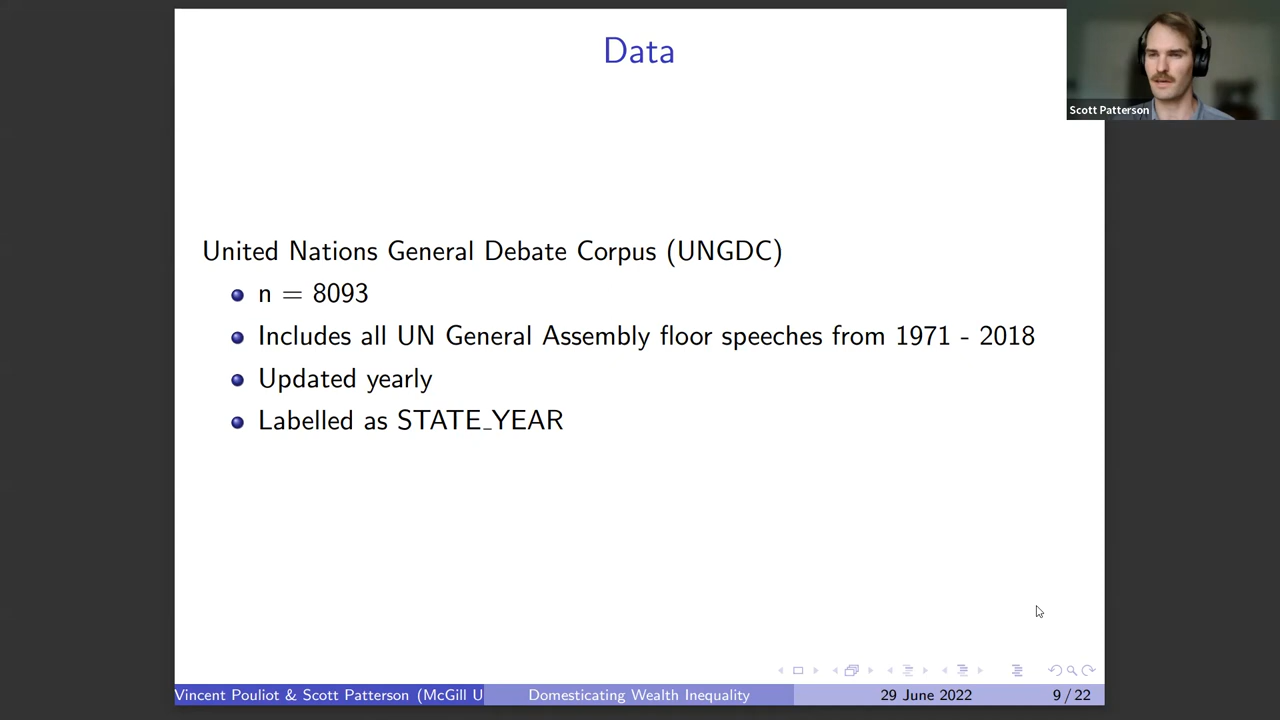 Data
Scott Patterson
United Nations General Debate Corpus (UNGDC)
n = 8093
Includes all UN General Assembly floor speeches from 1971 - 2018
Updated yearly
Labelled as STATE_YEAR
Vincent Pouliot & Scott Patterson (McGill U
Domesticating Wealth Inequality
29 June 2022
9 / 22